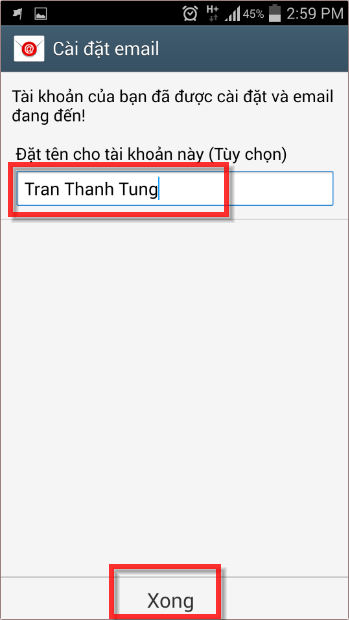 H+ 45% 2:59 PM
Cài đặt email
Tài khoản của bạn đã được cài đặt và email
đang đến!
Đặt tên cho tài khoản này (Tùy chọn)
Tran Thanh Tung
Xong